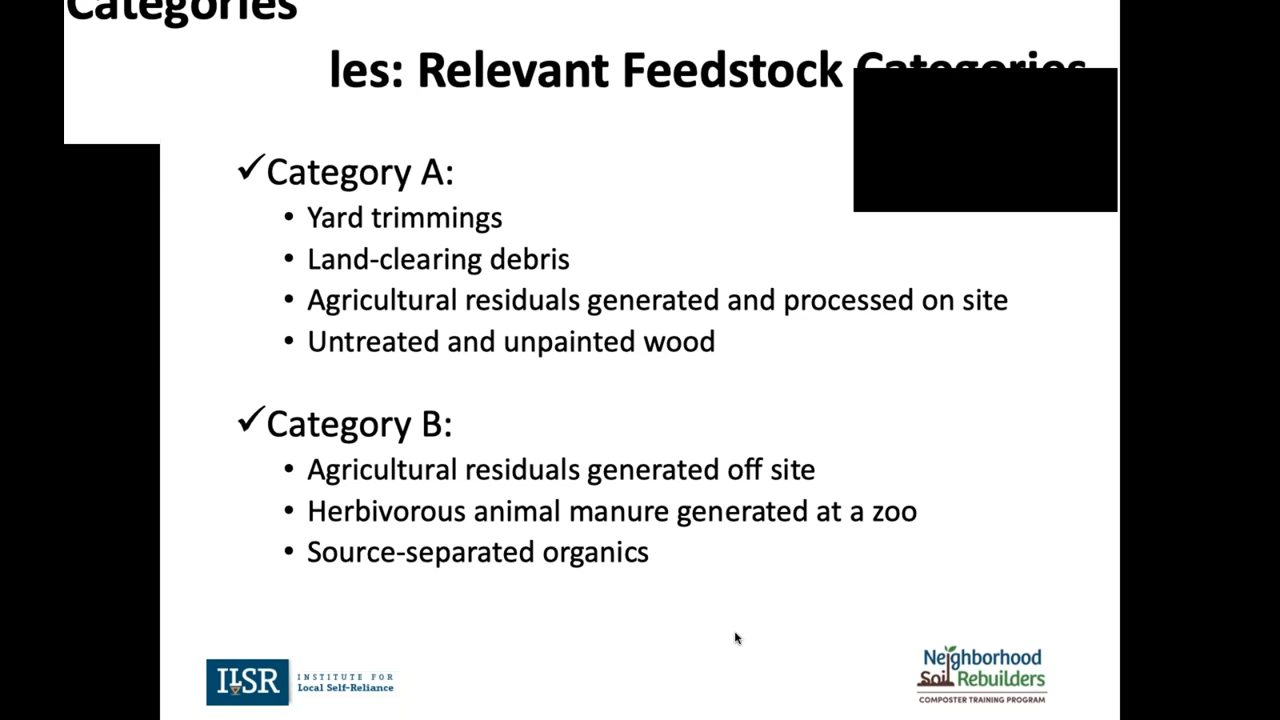 Categories
les: Relevant Feedstock Categories
✓Category A:
• Yard trimmings
• Land-clearing debris
• Agricultural residuals generated and processed on site
• Untreated and unpainted wood
✓Category B:
• Agricultural residuals generated off site
• Herbivorous animal manure generated at a zoo
• Source-separated organics
ILSR INSTITUTE FOR
Local Self-Reliance
Neighborhood
Soil Rebuilders
COMPOSTER TRAINING PROGRAM